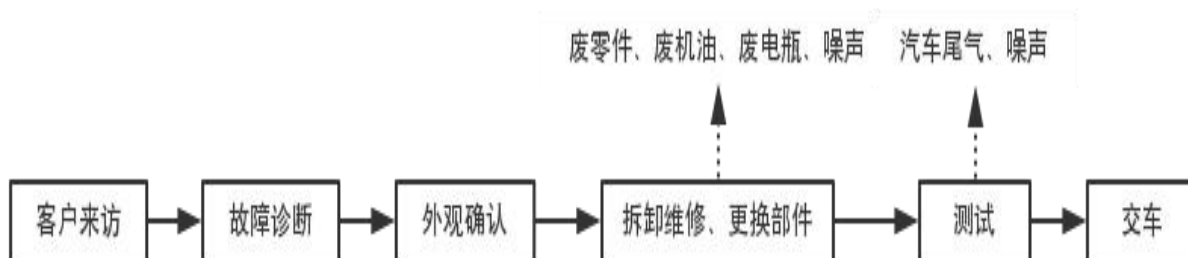 废零件、废机油、废电瓶、噪声 汽车尾气、噪声
客户来访 故障诊断 外观确认 拆卸维修、更换部件 测试 交车